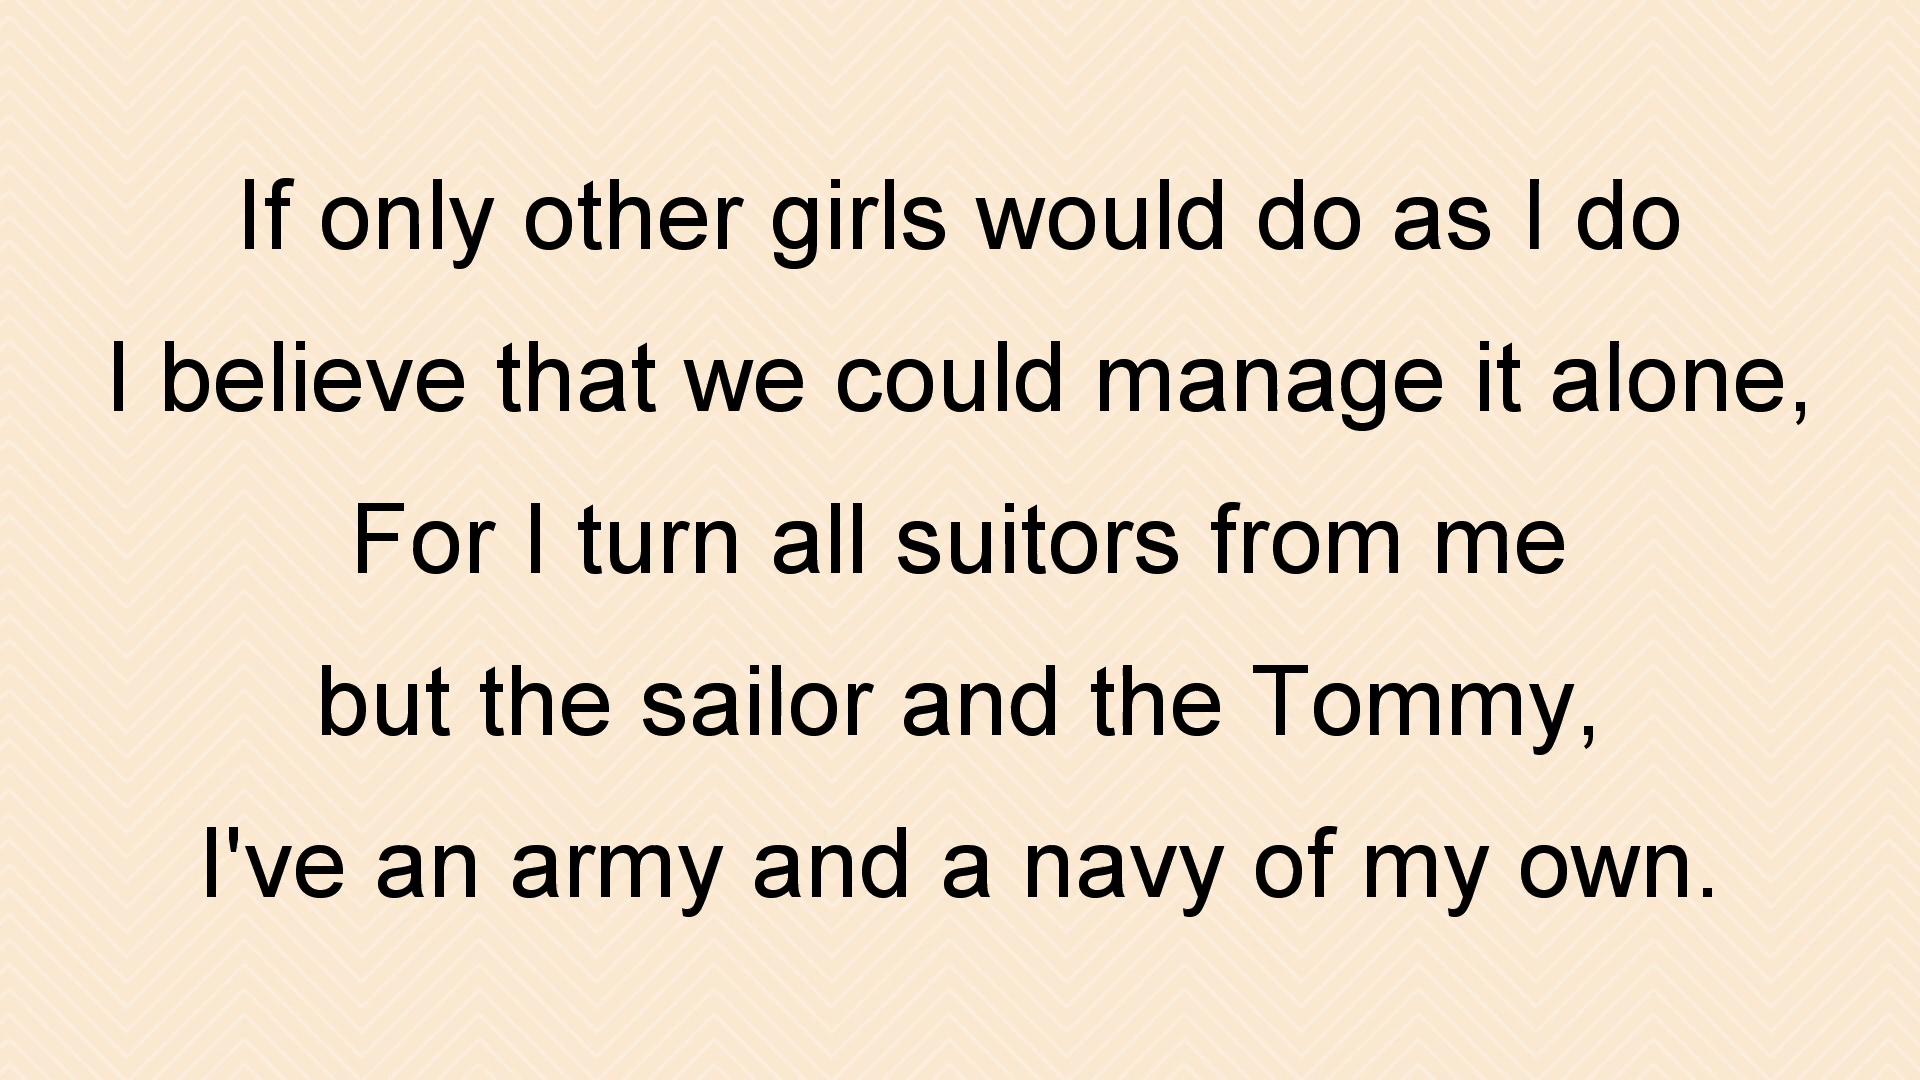 If only other girls would do as I do
I believe that we could manage it alone,
For I turn all suitors from me
but the sailor and the Tommy,
I've an army and a navy of my own.